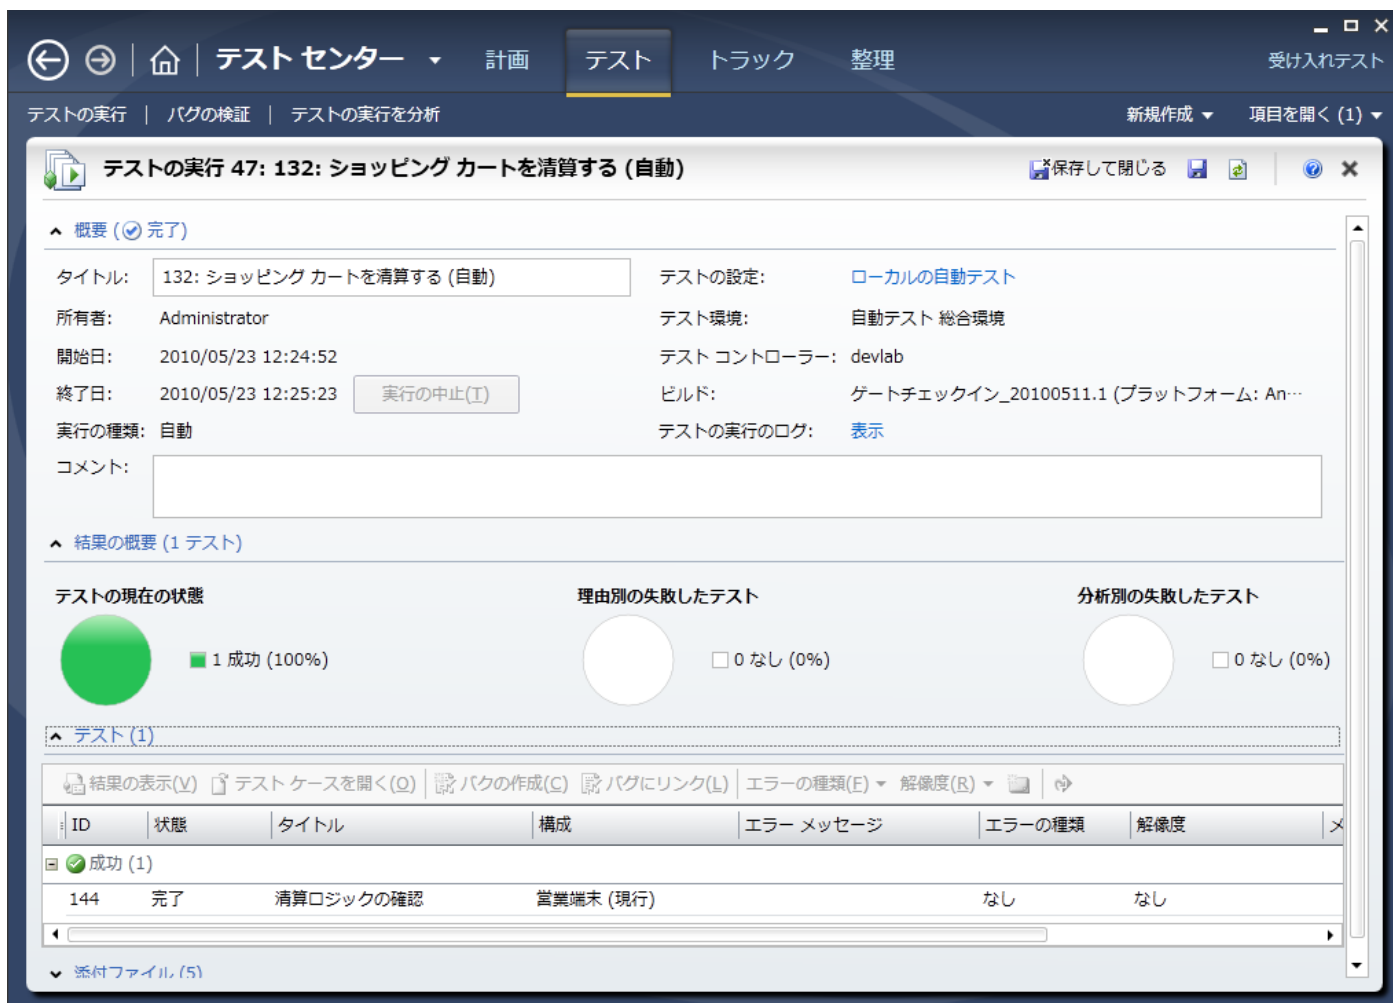 テスト センター 計画 テスト トラック 整理 受け入れテスト
テストの実行 | バグの検証 | テストの実行を分析 新規作成 項目を開く (1)
テストの実行 47: 132: ショッピング カートを清算する (自動) 保存して閉じる
概要 (完了)
タイトル: 132: ショッピング カートを清算する (自動) テストの設定: ローカルの自動テスト
所有者: Administrator テスト環境: 自動テスト 総合環境
開始日: 2010/05/23 12:24:52 テスト コントローラー: devlab
終了日: 2010/05/23 12:25:23 実行の中止(T) ビルド: ゲートチェックイン_20100511.1 (プラットフォーム: An…
実行の種類: 自動 テストの実行のログ: 表示
コメント:
結果の概要 (1 テスト)
テストの現在の状態 理由別の失敗したテスト 分析別の失敗したテスト
1 成功 (100%) 0 なし (0%) 0 なし (0%)
テスト (1)
結果の表示(V) テスト ケースを開く(O) バグの作成(C) バグにリンク(L) エラーの種類(F) 解像度(R)
ID 状態 タイトル 構成 エラー メッセージ エラーの種類 解像度 メ
成功 (1)
144 完了 清算ロジックの確認 営業端末 (現行) なし なし
添付ファイル (5)